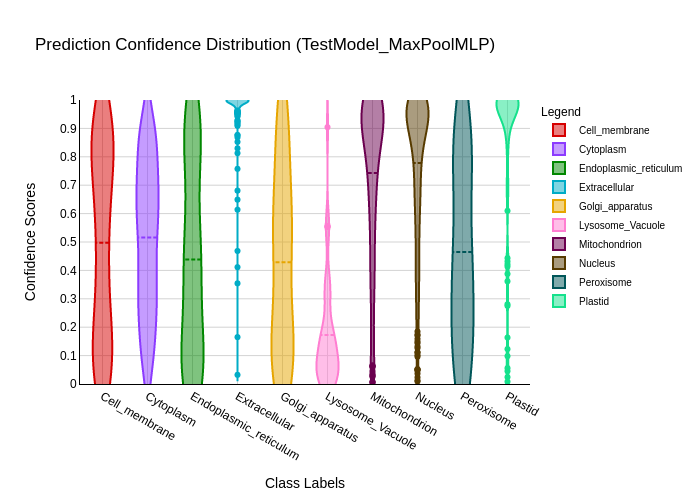 Prediction Confidence Distribution (TestModel_MaxPoolMLP)
Legend
Cell_membrane
Cytoplasm
Endoplasmic_reticulum
Extracellular
Golgi_apparatus
Lysosome_Vacuole
Mitochondrion
Nucleus
Peroxisome
Plastid
Confidence Scores
1
0.9
0.8
0.7
0.6
0.5
0.4
0.3
0.2
0.1
0
Cell_membrane
Cytoplasm
Endoplasmic_reticulum
Extracellular
Golgi_apparatus
Lysosome_Vacuole
Mitochondrion
Nucleus
Peroxisome
Plastid
Class Labels